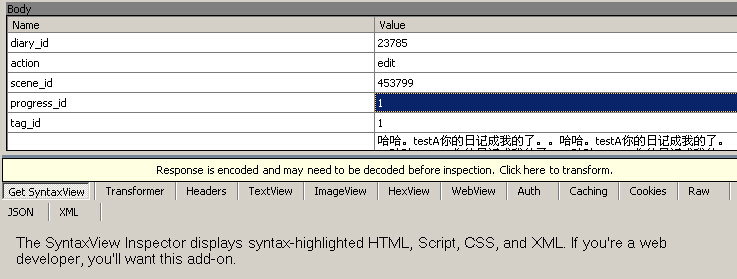 Body
Name Value
diary_id 23785
action edit
scene_id 453799
progress_id 1
tag_id 1
哈哈。testA你的日记成我的了。。哈哈。testA你的日记成我的了。
Response is encoded and may need to be decoded before inspection. Click here to transform.
Get SyntaxView Transformer Headers TextView ImageView HexView WebView Auth Caching Cookies Raw
JSON XML
The SyntaxView Inspector displays syntax-highlighted HTML, Script, CSS, and XML. If you're a web
developer, you'll want this add-on.